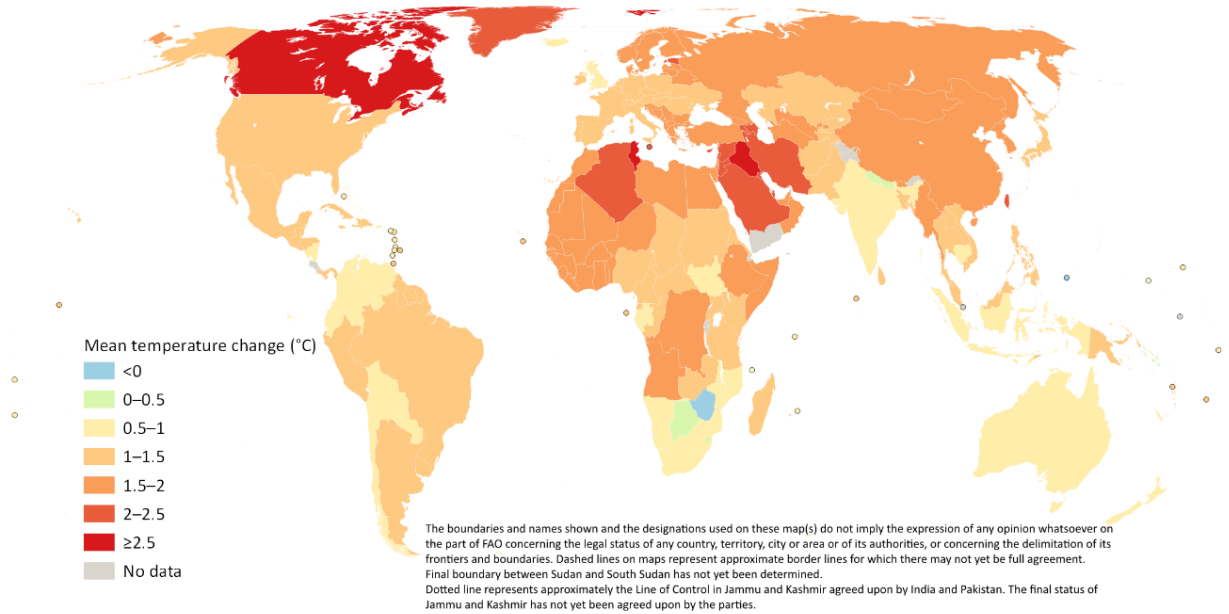 Mean temperature change (°C)
<0
0–0.5
0.5–1
1–1.5
1.5–2
2–2.5
≥2.5
No data
The boundaries and names shown and the designations used on these map(s) do not imply the expression of any opinion whatsoever on
the part of FAO concerning the legal status of any country, territory, city or area or of its authorities, or concerning the delimitation of its
frontiers and boundaries. Dashed lines on maps represent approximate border lines for which there may not yet be full agreement.
Final boundary between Sudan and South Sudan has not yet been determined.
Dotted line represents approximately the Line of Control in Jammu and Kashmir agreed upon by India and Pakistan. The final status of
Jammu and Kashmir has not yet been agreed upon by the parties.